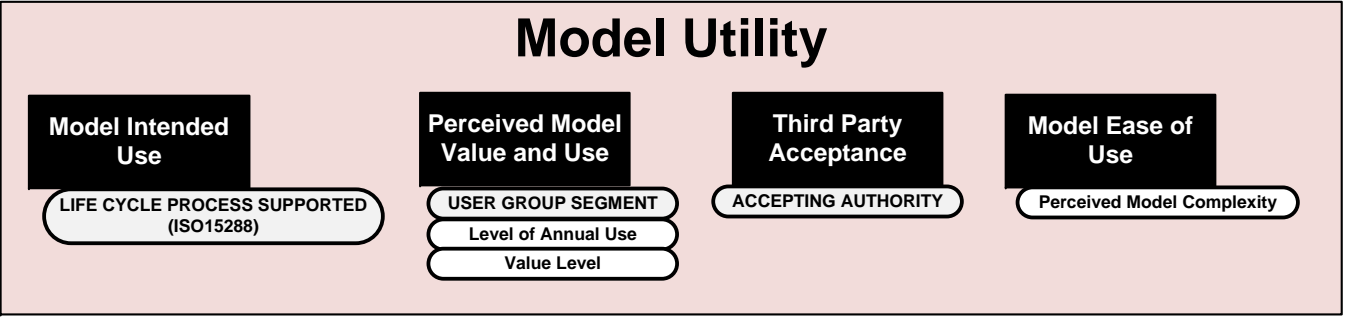 Model Utility
Model Intended
Use
LIFE CYCLE PROCESS SUPPORTED
(ISO15288)
Perceived Model
Value and Use
USER GROUP SEGMENT
Level of Annual Use
Value Level
Third Party
Acceptance
ACCEPTING AUTHORITY
Model Ease of
Use
Perceived Model Complexity